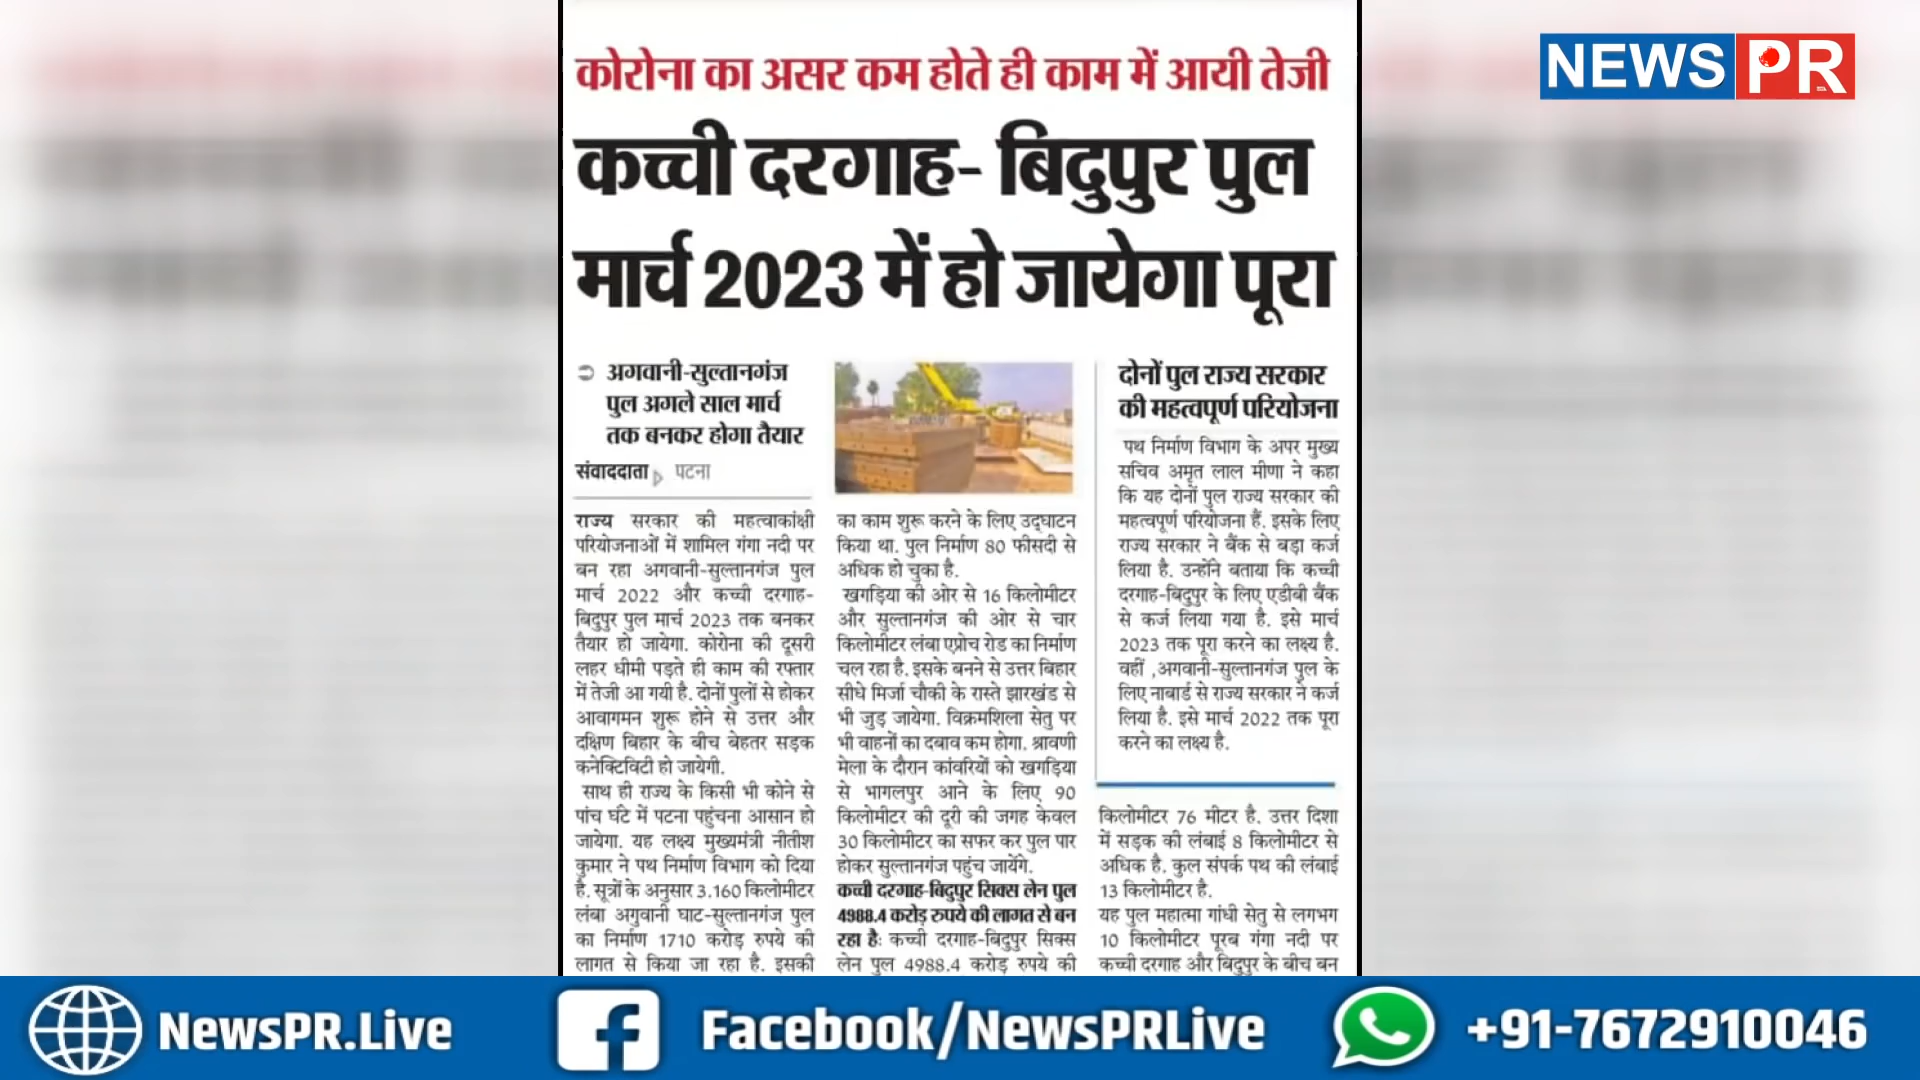 कोरोना का असर कम होते ही काम में आयी तेजी
कच्ची दरगाह- बिदुपुर पुल
मार्च 2023 में हो जायेगा पूरा
NEWS PR
अगवानी-सुल्तानगंज
पुल अगले साल मार्च
तक बनकर होगा तैयार
संवाददाता पटना
राज्य सरकार की महत्वाकांक्षी
परियोजनाओं में शामिल गंगा नदी पर
बन रहा अगवानी-सुल्तानगंज पुल
मार्च 2022 और कच्ची दरगाह-
बिदुपुर पुल मार्च 2023 तक बनकर
तैयार हो जायेगा. कोरोना की दूसरी
लहर धीमी पड़ते ही काम की रफ्तार
में तेजी आ गयी है. दोनों पुलों से होकर
आवागमन शुरू होने से उत्तर और
दक्षिण बिहार के बीच बेहतर सड़क
कनेक्टिविटी हो जायेगी.
साथ ही राज्य के किसी भी कोने से
पांच घंटे में पटना पहुंचना आसान हो
जायेगा. यह लक्ष्य मुख्यमंत्री नीतीश
कुमार ने पथ निर्माण विभाग को दिया
है. सूत्रों के अनुसार 3.160 किलोमीटर
लंबा अगुवानी घाट-सुल्तानगंज पुल
का निर्माण 1710 करोड़ रुपये की
लागत से किया जा रहा है. इसकी
का काम शुरू करने के लिए उद्घाटन
किया था. पुल निर्माण 80 फीसदी से
अधिक हो चुका है.
खगड़िया की ओर से 16 किलोमीटर
और सुल्तानगंज की ओर से चार
किलोमीटर लंबा एप्रोच रोड का निर्माण
चल रहा है. इसके बनने से उत्तर बिहार
सीधे मिर्जा चौकी के रास्ते झारखंड से
भी जुड़ जायेगा. विक्रमशिला सेतु पर
भी वाहनों का दबाव कम होगा. श्रावणी
मेला के दौरान कांवरियों को खगड़िया
से भागलपुर आने के लिए 90
किलोमीटर की दूरी की जगह केवल
30 किलोमीटर का सफर कर पुल पार
होकर सुल्तानगंज पहुंच जायेंगे.
कच्ची दरगाह-बिदुपुर सिक्स लेन पुल
4988.4 करोड़ रुपये की लागत से बन
रहा है: कच्ची दरगाह-बिदुपुर सिक्स
लेन पुल 4988.4 करोड़ रुपये की
दोनों पुल राज्य सरकार
की महत्वपूर्ण परियोजना
पथ निर्माण विभाग के अपर मुख्य
सचिव अमृत लाल मीणा ने कहा
कि यह दोनों पुल राज्य सरकार की
महत्वपूर्ण परियोजना हैं. इसके लिए
राज्य सरकार ने बैंक से बड़ा कर्ज
लिया है. उन्होंने बताया कि कच्ची
दरगाह-बिदुपुर के लिए एडीबी बैंक
से कर्ज लिया गया है. इसे मार्च
2023 तक पूरा करने का लक्ष्य है.
वहीं ,अगवानी-सुल्तानगंज पुल के
लिए नाबार्ड से राज्य सरकार ने कर्ज
लिया है. इसे मार्च 2022 तक पूरा
करने का लक्ष्य है.
किलोमीटर 76 मीटर है. उत्तर दिशा
में सड़क की लंबाई 8 किलोमीटर से
अधिक है. कुल संपर्क पथ की लंबाई
13 किलोमीटर है.
यह पुल महात्मा गांधी सेतु से लगभग
10 किलोमीटर पूरब गंगा नदी पर
कच्ची दरगाह और बिदुपुर के बीच बन
NewsPR.Live
Facebook/NewsPRLive
+91-7672910046